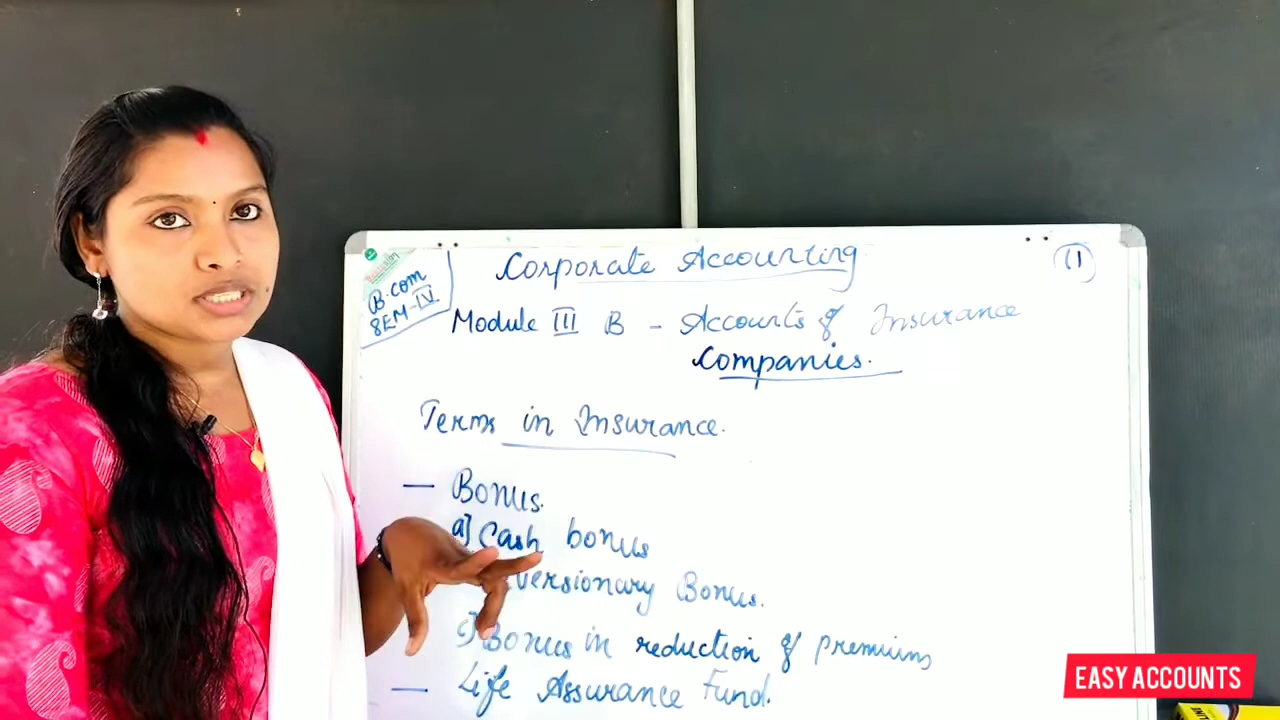 Corporate Accounting
(1)
B.com
SEM-IV
Module III B - Accounts of Insurance
Companies.
Terms in Insurance.
— Bonus.
a] Cash bonus
versionary Bonus.
c] Bonus in reduction of premiums
— Life Assurance Fund.
EASY ACCOUNTS